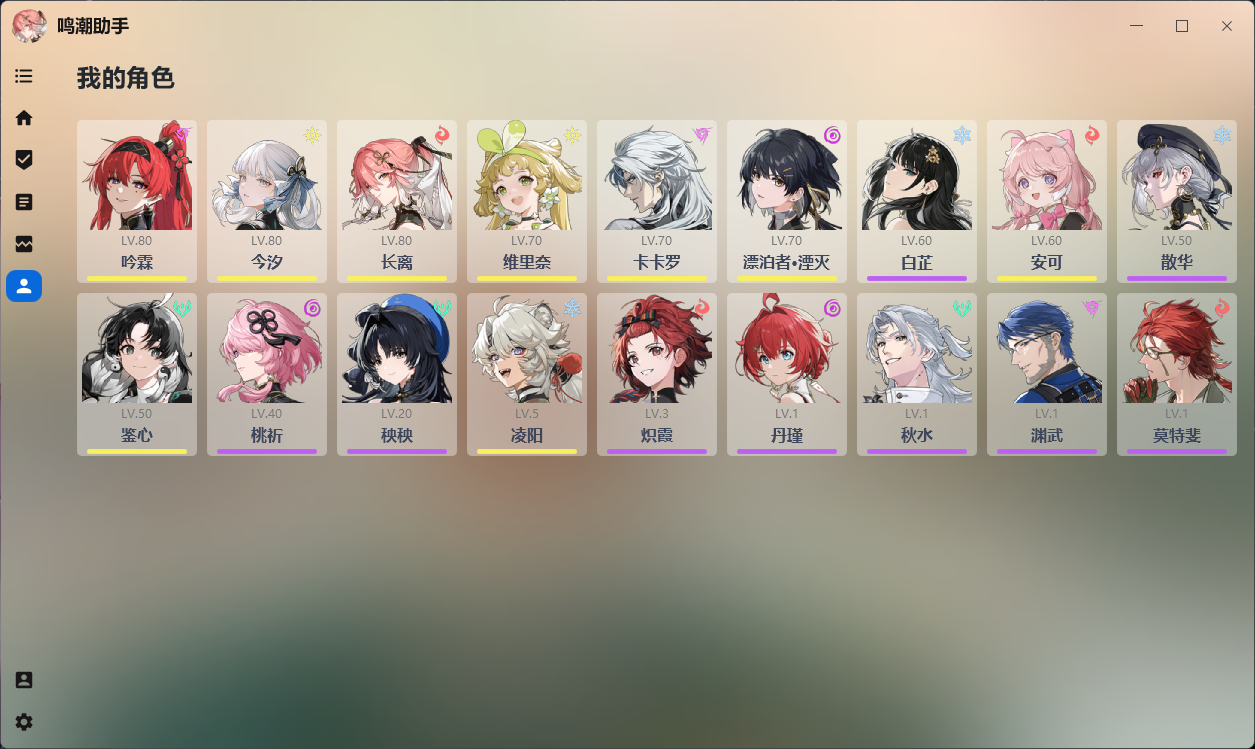 鸣潮助手
我的角色
LV.80
吟霖
LV.80
今汐
LV.80
长离
LV.70
维里奈
LV.70
卡卡罗
LV.70
漂泊者•湮灭
LV.60
白芷
LV.60
安可
LV.50
散华
LV.50
鉴心
LV.40
桃祈
LV.20
秧秧
LV.5
凌阳
LV.3
炽霞
LV.1
丹瑾
LV.1
秋水
LV.1
渊武
LV.1
莫特斐